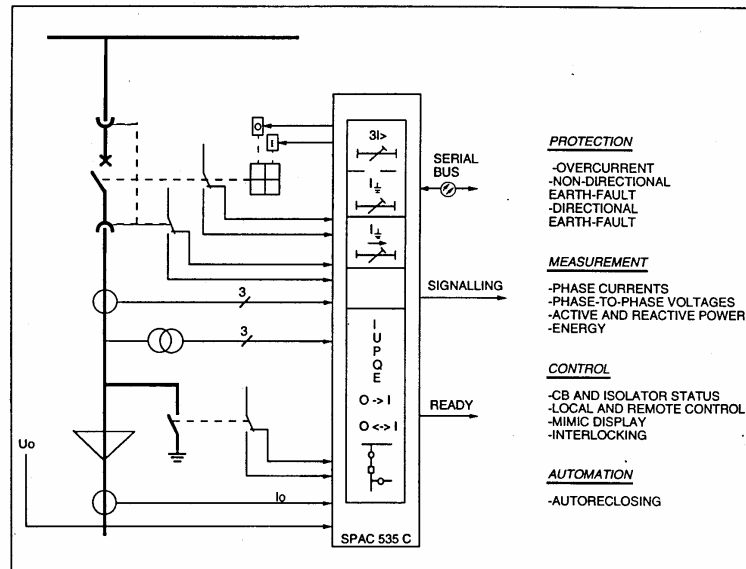 O
I
3
3
Uo
Io
3I>
I
I
I
U
P
Q
E
O -> I
O <-> I
SPAC 535 C
SERIAL
BUS
SIGNALLING
READY
PROTECTION
-OVERCURRENT
-NON-DIRECTIONAL
EARTH-FAULT
-DIRECTIONAL
EARTH-FAULT
MEASUREMENT
-PHASE CURRENTS
-PHASE-TO-PHASE VOLTAGES
-ACTIVE AND REACTIVE POWER
-ENERGY
CONTROL
-CB AND ISOLATOR STATUS
-LOCAL AND REMOTE CONTROL
-MIMIC DISPLAY
-INTERLOCKING
AUTOMATION
-AUTORECLOSING